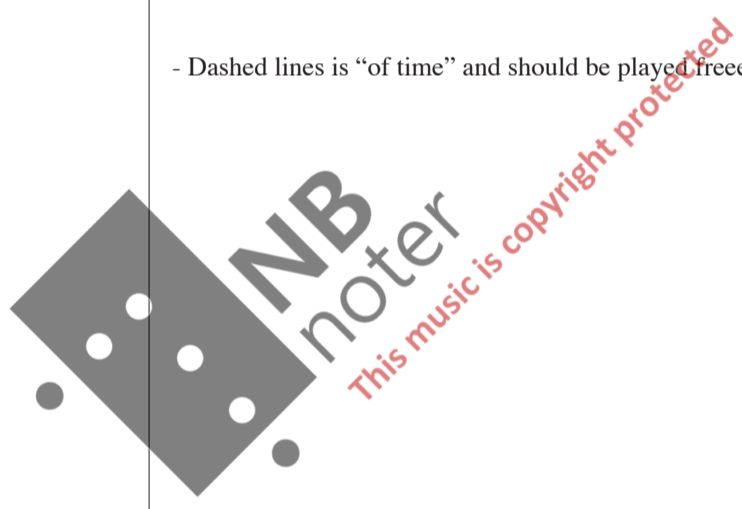 - Dashed lines is “of time” and should be played
NB
noter
This music is copyright protected